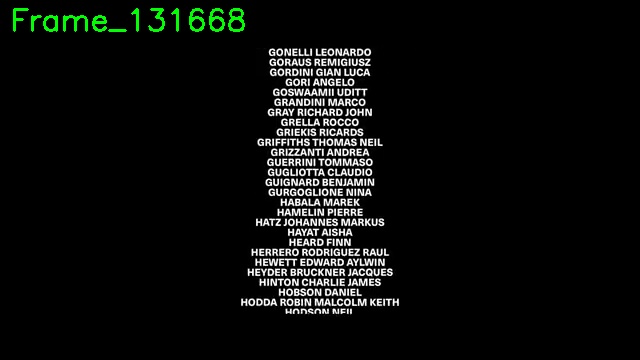 Frame_131668
GONELLI LEONARDO
GORAUS REMIGIUSZ
GORDINI GIAN LUCA
GORI ANGELO
GOSWAAMII UDITT
GRANDINI MARCO
GRAY RICHARD JOHN
GRELLA ROCCO
GRIEKIS RICARDS
GRIFFITHS THOMAS NEIL
GRIZZANTI ANDREA
GUERRINI TOMMASO
GUGLIOTTA CLAUDIO
GUIGNARD BENJAMIN
GURGOGLIONE NINA
HABALA MAREK
HAMELIN PIERRE
HATZ JOHANNES MARKUS
HAYAT AISHA
HEARD FINN
HERRERO RODRIGUEZ RAUL
HEWETT EDWARD AYLWIN
HEYDER BRUCKNER JACQUES
HINTON CHARLIE JAMES
HOBSON DANIEL
HODDA ROBIN MALCOLM KEITH
HODSON NEIL